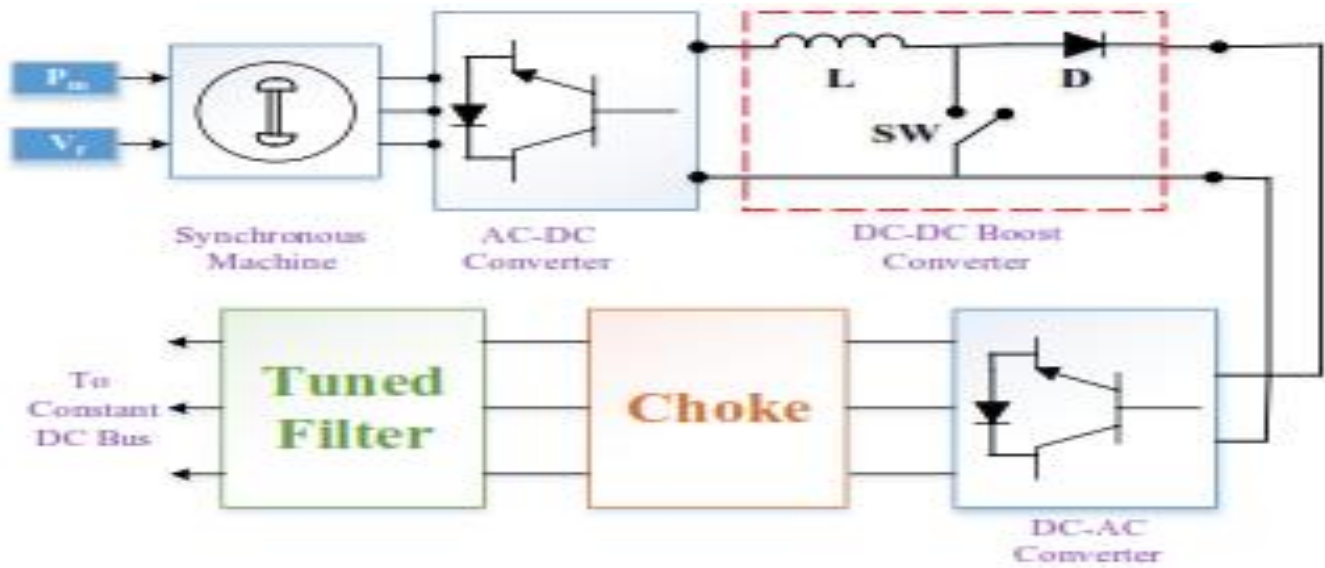 Pm
Vf
L
D
SW
Synchronous
Machine
AC-DC
Converter
DC-DC Boost
Converter
To
Constant
DC Bus
Tuned
Filter
Choke
DC-AC
Converter